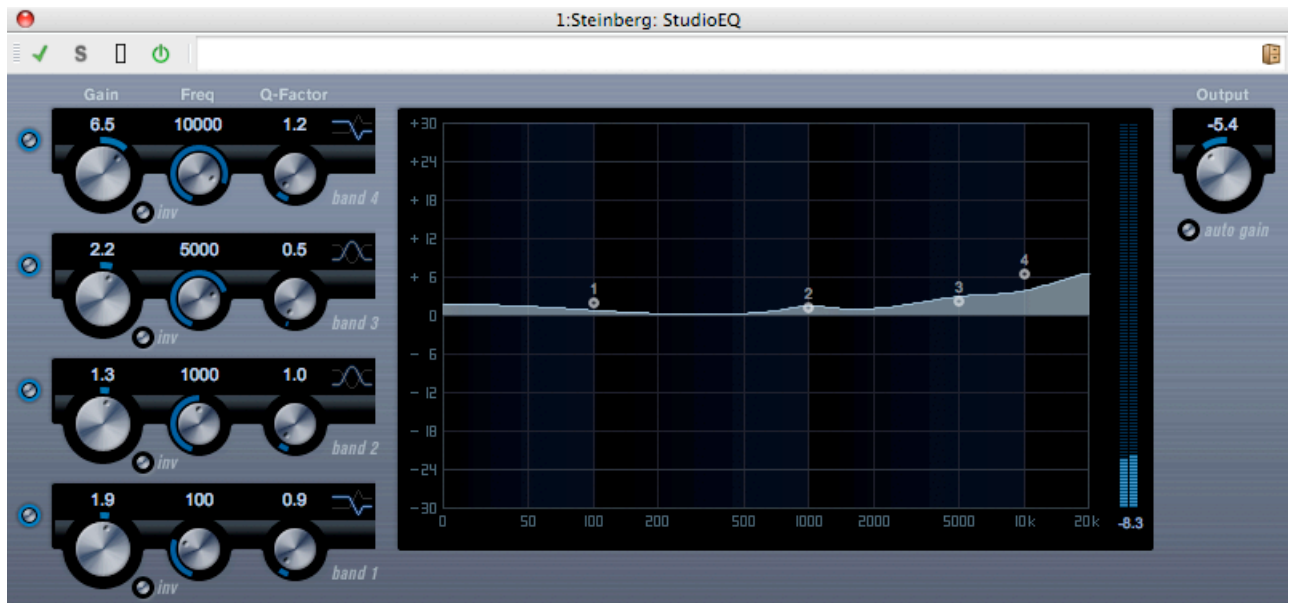 1:Steinberg: StudioEQ
S
Gain Freq Q-Factor Output
6.5 10000 1.2 -5.4
inv band 4
auto gain
2.2 5000 0.5
inv band 3
1.3 1000 1.0
inv band 2
1.9 100 0.9
inv band 1
+30
+24
+18
+12
+6
0
-6
-12
-18
-24
-30
1 2 3 4
0 50 100 200 500 1000 2000 5000 10k 20k -8.3